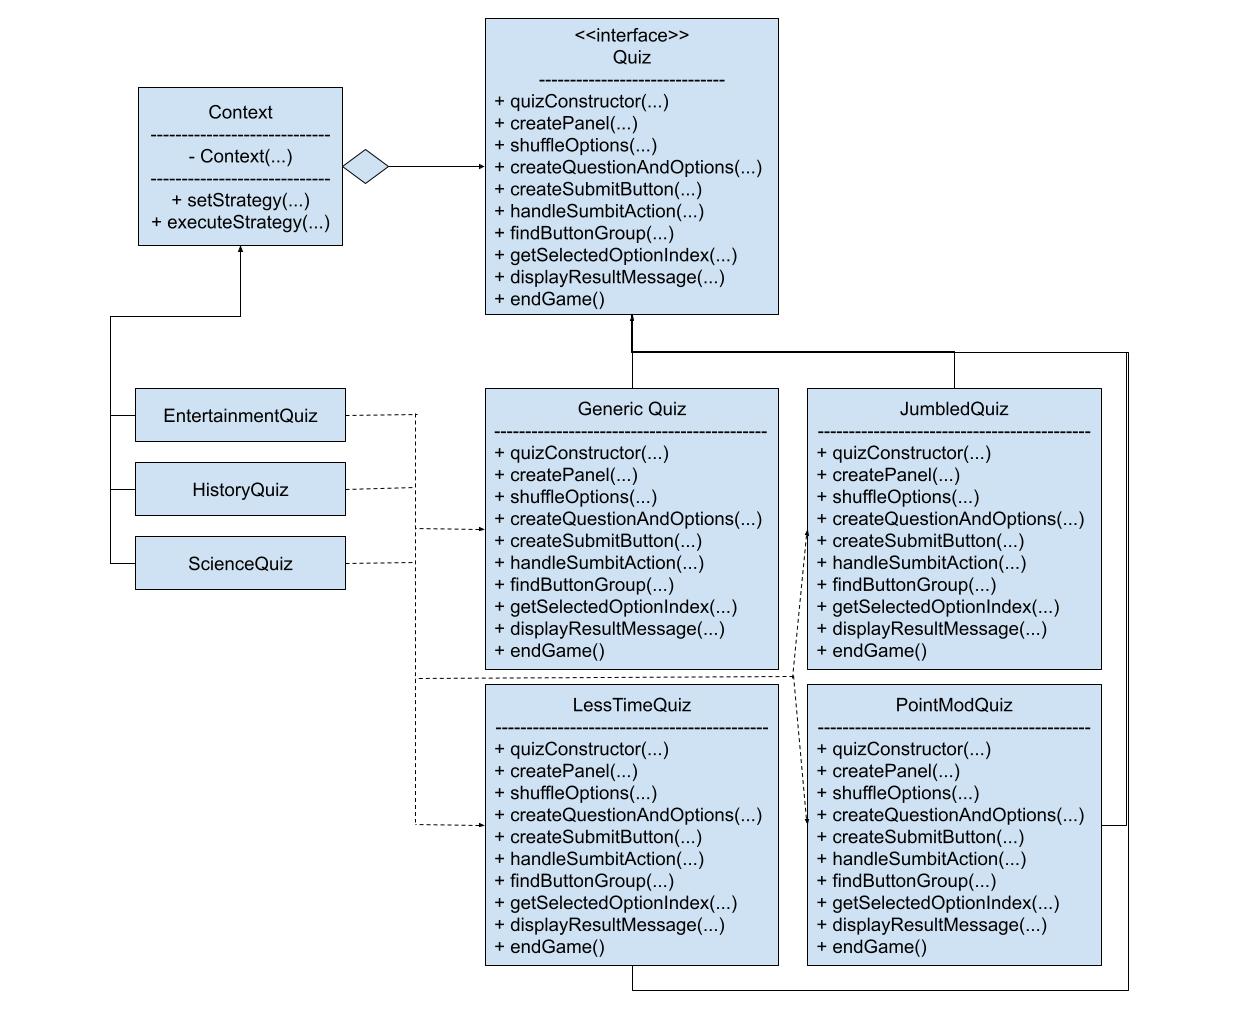 <<interface>>
Quiz
------------------------------
+ quizConstructor(...)
+ createPanel(...)
+ shuffleOptions(...)
+ createQuestionAndOptions(...)
+ createSubmitButton(...)
+ handleSumbitAction(...)
+ findButtonGroup(...)
+ getSelectedOptionIndex(...)
+ displayResultMessage(...)
+ endGame()
Context
-----------------------------
- Context(...)
-----------------------------
+ setStrategy(...)
+ executeStrategy(...)
EntertainmentQuiz
HistoryQuiz
ScienceQuiz
Generic Quiz
--------------------------------------------
+ quizConstructor(...)
+ createPanel(...)
+ shuffleOptions(...)
+ createQuestionAndOptions(...)
+ createSubmitButton(...)
+ handleSumbitAction(...)
+ findButtonGroup(...)
+ getSelectedOptionIndex(...)
+ displayResultMessage(...)
+ endGame()
JumbledQuiz
--------------------------------------------
+ quizConstructor(...)
+ createPanel(...)
+ shuffleOptions(...)
+ createQuestionAndOptions(...)
+ createSubmitButton(...)
+ handleSumbitAction(...)
+ findButtonGroup(...)
+ getSelectedOptionIndex(...)
+ displayResultMessage(...)
+ endGame()
LessTimeQuiz
--------------------------------------------
+ quizConstructor(...)
+ createPanel(...)
+ shuffleOptions(...)
+ createQuestionAndOptions(...)
+ createSubmitButton(...)
+ handleSumbitAction(...)
+ findButtonGroup(...)
+ getSelectedOptionIndex(...)
+ displayResultMessage(...)
+ endGame()
PointModQuiz
--------------------------------------------
+ quizConstructor(...)
+ createPanel(...)
+ shuffleOptions(...)
+ createQuestionAndOptions(...)
+ createSubmitButton(...)
+ handleSumbitAction(...)
+ findButtonGroup(...)
+ getSelectedOptionIndex(...)
+ displayResultMessage(...)
+ endGame()